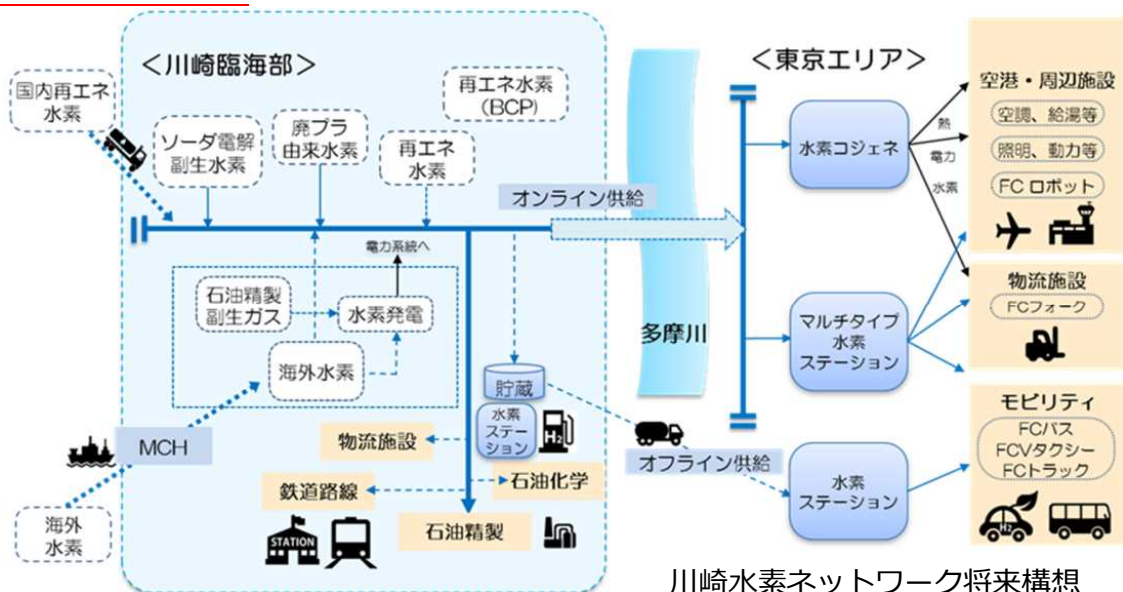 <川崎臨海部>
国内再エネ
水素
ソーダ電解
副生水素
廃プラ
由来水素
再エネ
水素
再エネ水素
(BCP)
オンライン供給
電力系統へ
石油精製
副生ガス
水素発電
海外水素
MCH
海外
水素
貯蔵
水素
ステー
ション
H2
物流施設
鉄道路線
STATION
石油化学
石油精製
多摩川
オフライン供給
<東京エリア>
水素コジェネ
熱
電力
水素
マルチタイプ
水素
ステーション
水素
ステーション
空港・周辺施設
空調、給湯等
照明、動力等
FC ロボット
物流施設
FCフォーク
モビリティ
FCバス
FCVタクシー
FCトラック
H2
川崎水素ネットワーク将来構想